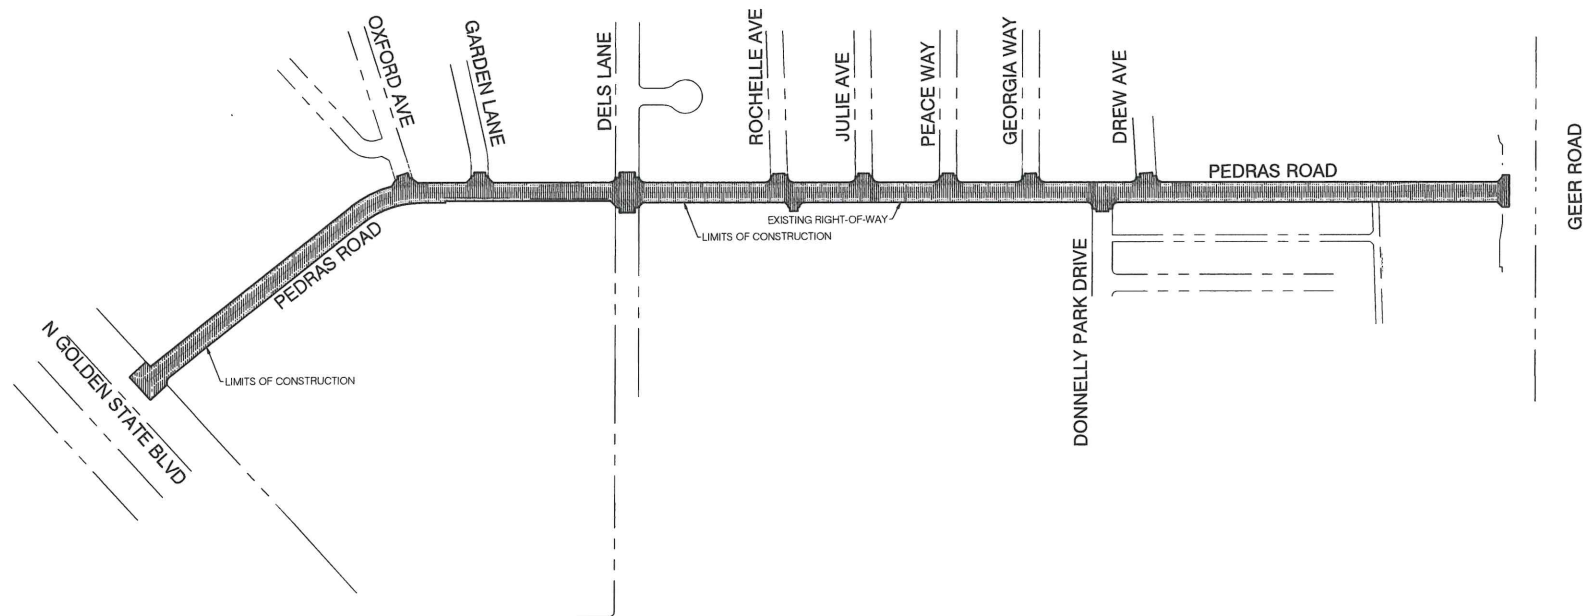 OXFORD AVE
GARDEN LANE
DELS LANE
ROCHELLE AVE
JULIE AVE
PEACE WAY
GEORGIA WAY
DREW AVE
PEDRAS ROAD
GEER ROAD
EXISTING RIGHT-OF-WAY
LIMITS OF CONSTRUCTION
PEDRAS ROAD
DONNELLY PARK DRIVE
N GOLDEN STATE BLVD
LIMITS OF CONSTRUCTION